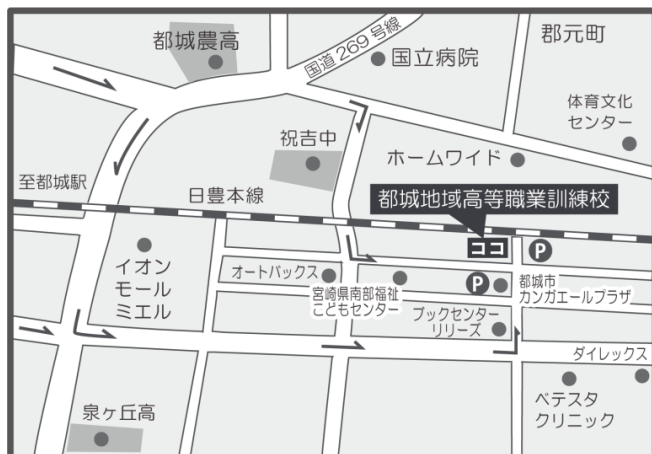 都城農高
国道269号線
国立病院
郡元町
体育文化
センター
祝吉中
ホームワイド
至都城駅
日豊本線
都城地域高等職業訓練校
ココ
P
イオン
モール
ミエル
オートバックス
宮崎県南部福祉
こどもセンター
P
都城市
カンガエールプラザ
ブックセンター
リリーズ
ダイレックス
ベテスタ
クリニック
泉ヶ丘高